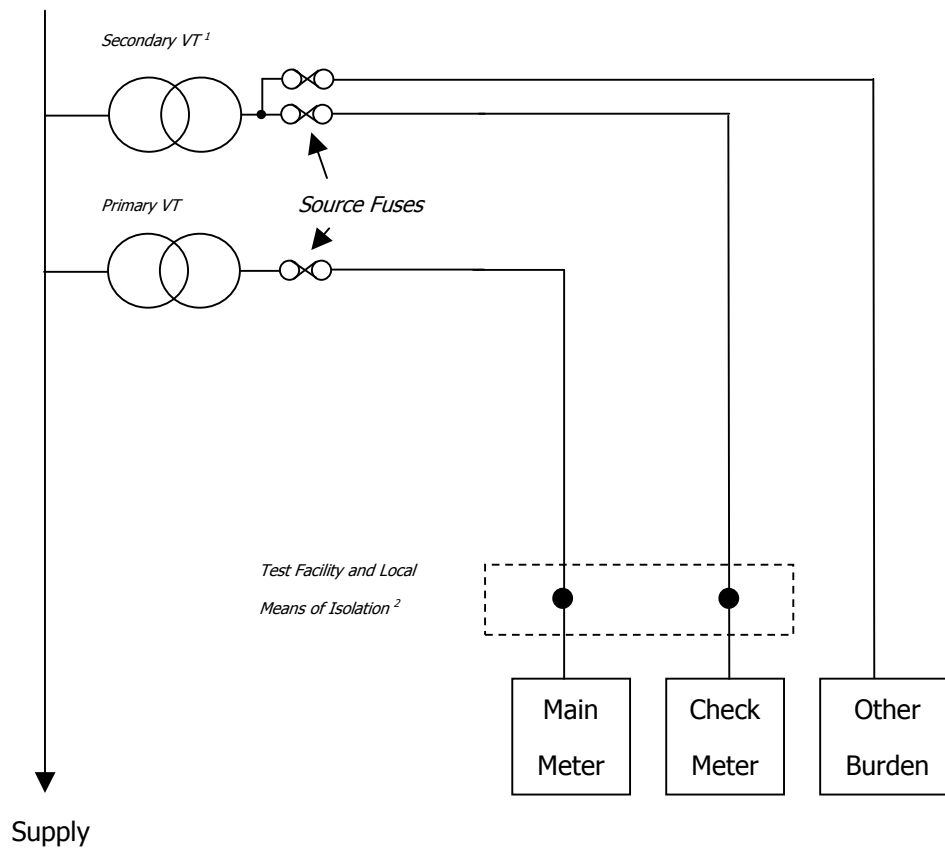 Secondary VT 1
Primary VT
Source Fuses
Test Facility and Local
Means of Isolation 2
Main
Meter
Check
Meter
Other
Burden
Supply